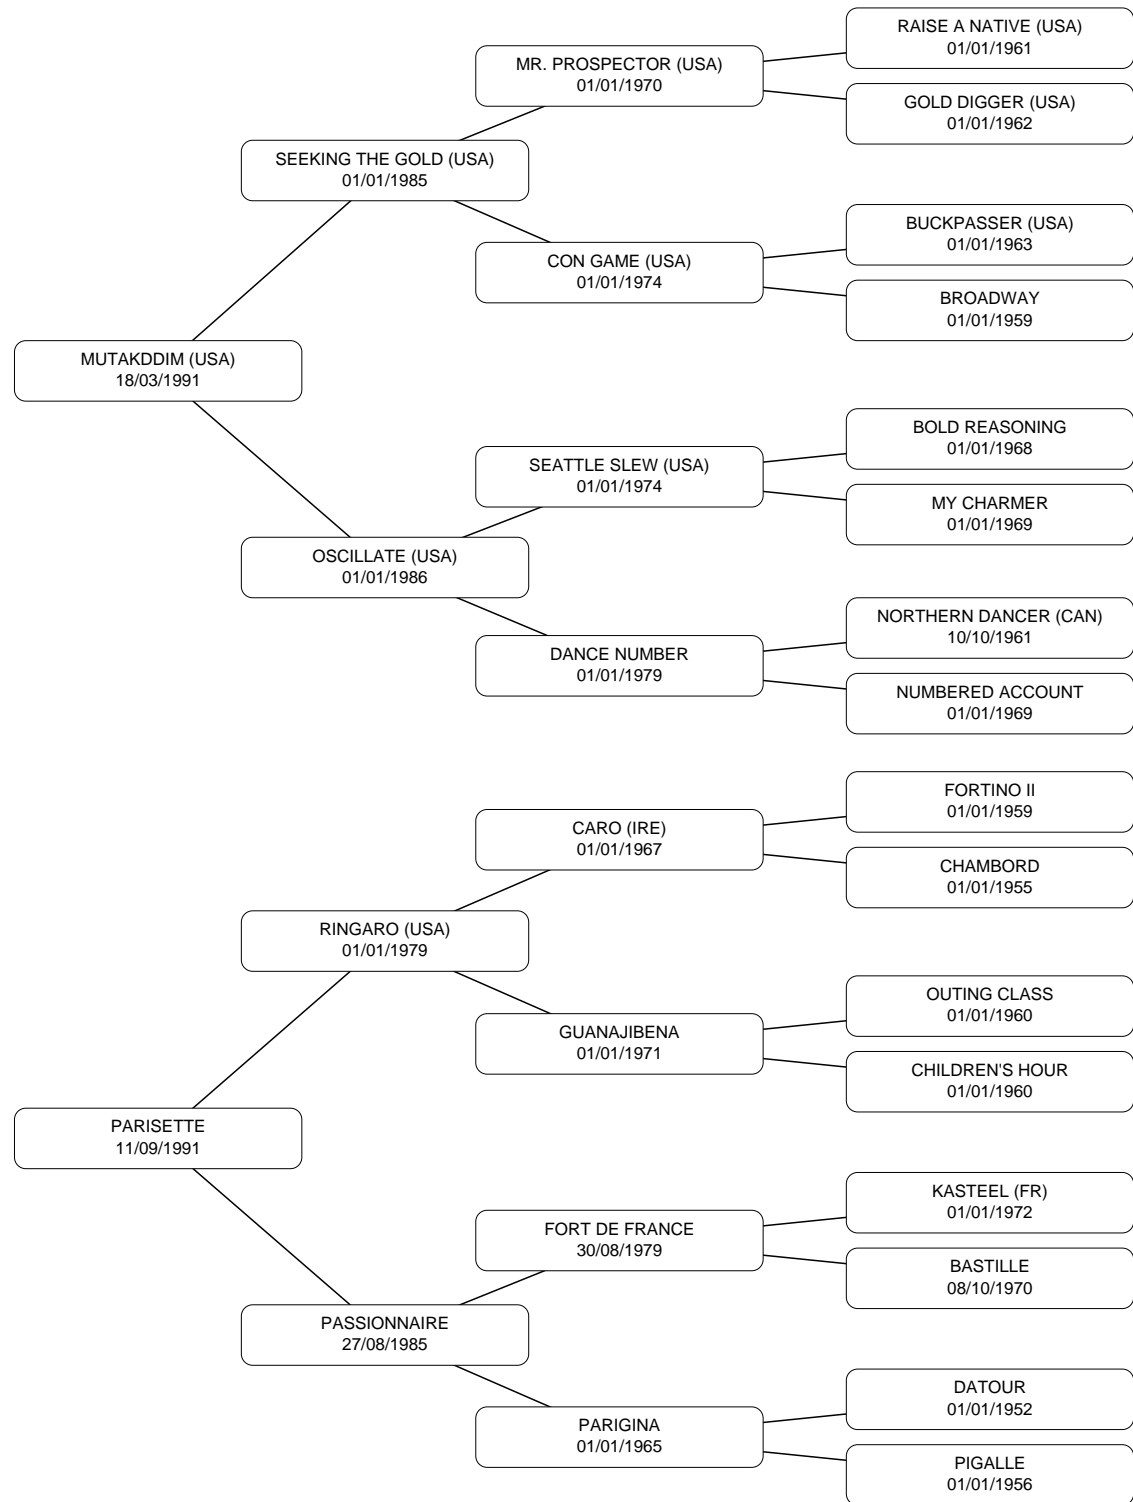 RAISE A NATIVE (USA)
01/01/1961
MR. PROSPECTOR (USA)
01/01/1970
GOLD DIGGER (USA)
01/01/1962
SEEKING THE GOLD (USA)
01/01/1985
BUCKPASSER (USA)
01/01/1963
CON GAME (USA)
01/01/1974
BROADWAY
01/01/1959
MUTAKDDIM (USA)
18/03/1991
BOLD REASONING
01/01/1968
SEATTLE SLEW (USA)
01/01/1974
MY CHARMER
01/01/1969
OSCILLATE (USA)
01/01/1986
NORTHERN DANCER (CAN)
10/10/1961
DANCE NUMBER
01/01/1979
NUMBERED ACCOUNT
01/01/1969
FORTINO II
01/01/1959
CARO (IRE)
01/01/1967
CHAMBORD
01/01/1955
RINGARO (USA)
01/01/1979
OUTING CLASS
01/01/1960
GUANAJIBENA
01/01/1971
CHILDREN'S HOUR
01/01/1960
PARISETTE
11/09/1991
KASTEEL (FR)
01/01/1972
FORT DE FRANCE
30/08/1979
BASTILLE
08/10/1970
PASSIONNAIRE
27/08/1985
DATOUR
01/01/1952
PARIGINA
01/01/1965
PIGALLE
01/01/1956